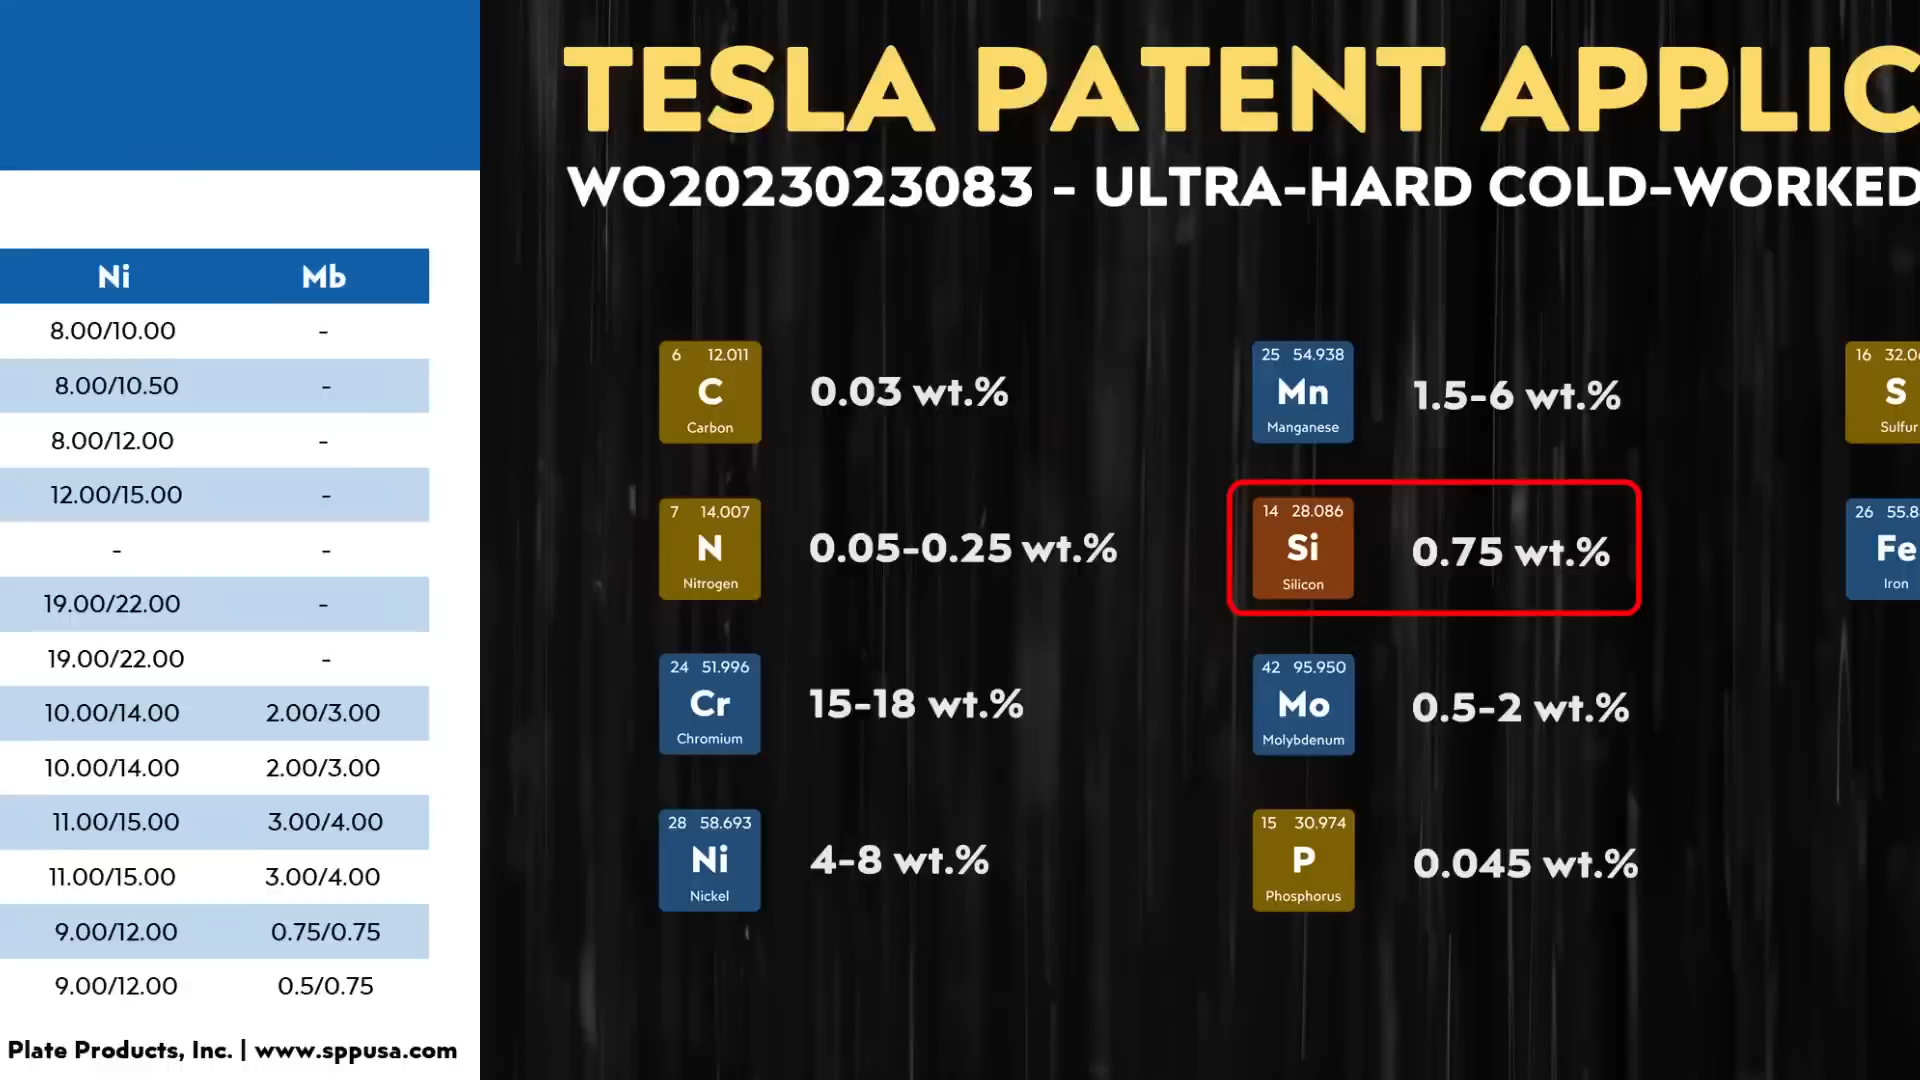 Ni Mb
8.00/10.00 -
8.00/10.50 -
8.00/12.00 -
12.00/15.00 -
- -
19.00/22.00 -
19.00/22.00 -
10.00/14.00 2.00/3.00
10.00/14.00 2.00/3.00
11.00/15.00 3.00/4.00
11.00/15.00 3.00/4.00
9.00/12.00 0.75/0.75
9.00/12.00 0.5/0.75
Plate Products, Inc. | www.sppusa.com
TESLA PATENT APPLIC
WO2023023083 - ULTRA-HARD COLD-WORKED
6 12.011
C
Carbon
0.03 wt.%
25 54.938
Mn
Manganese
1.5-6 wt.%
16 32.06
S
Sulfur
7 14.007
N
Nitrogen
0.05-0.25 wt.%
14 28.086
Si
Silicon
0.75 wt.%
26 55.8
Fe
Iron
24 51.996
Cr
Chromium
15-18 wt.%
42 95.950
Mo
Molybdenum
0.5-2 wt.%
28 58.693
Ni
Nickel
4-8 wt.%
15 30.974
P
Phosphorus
0.045 wt.%